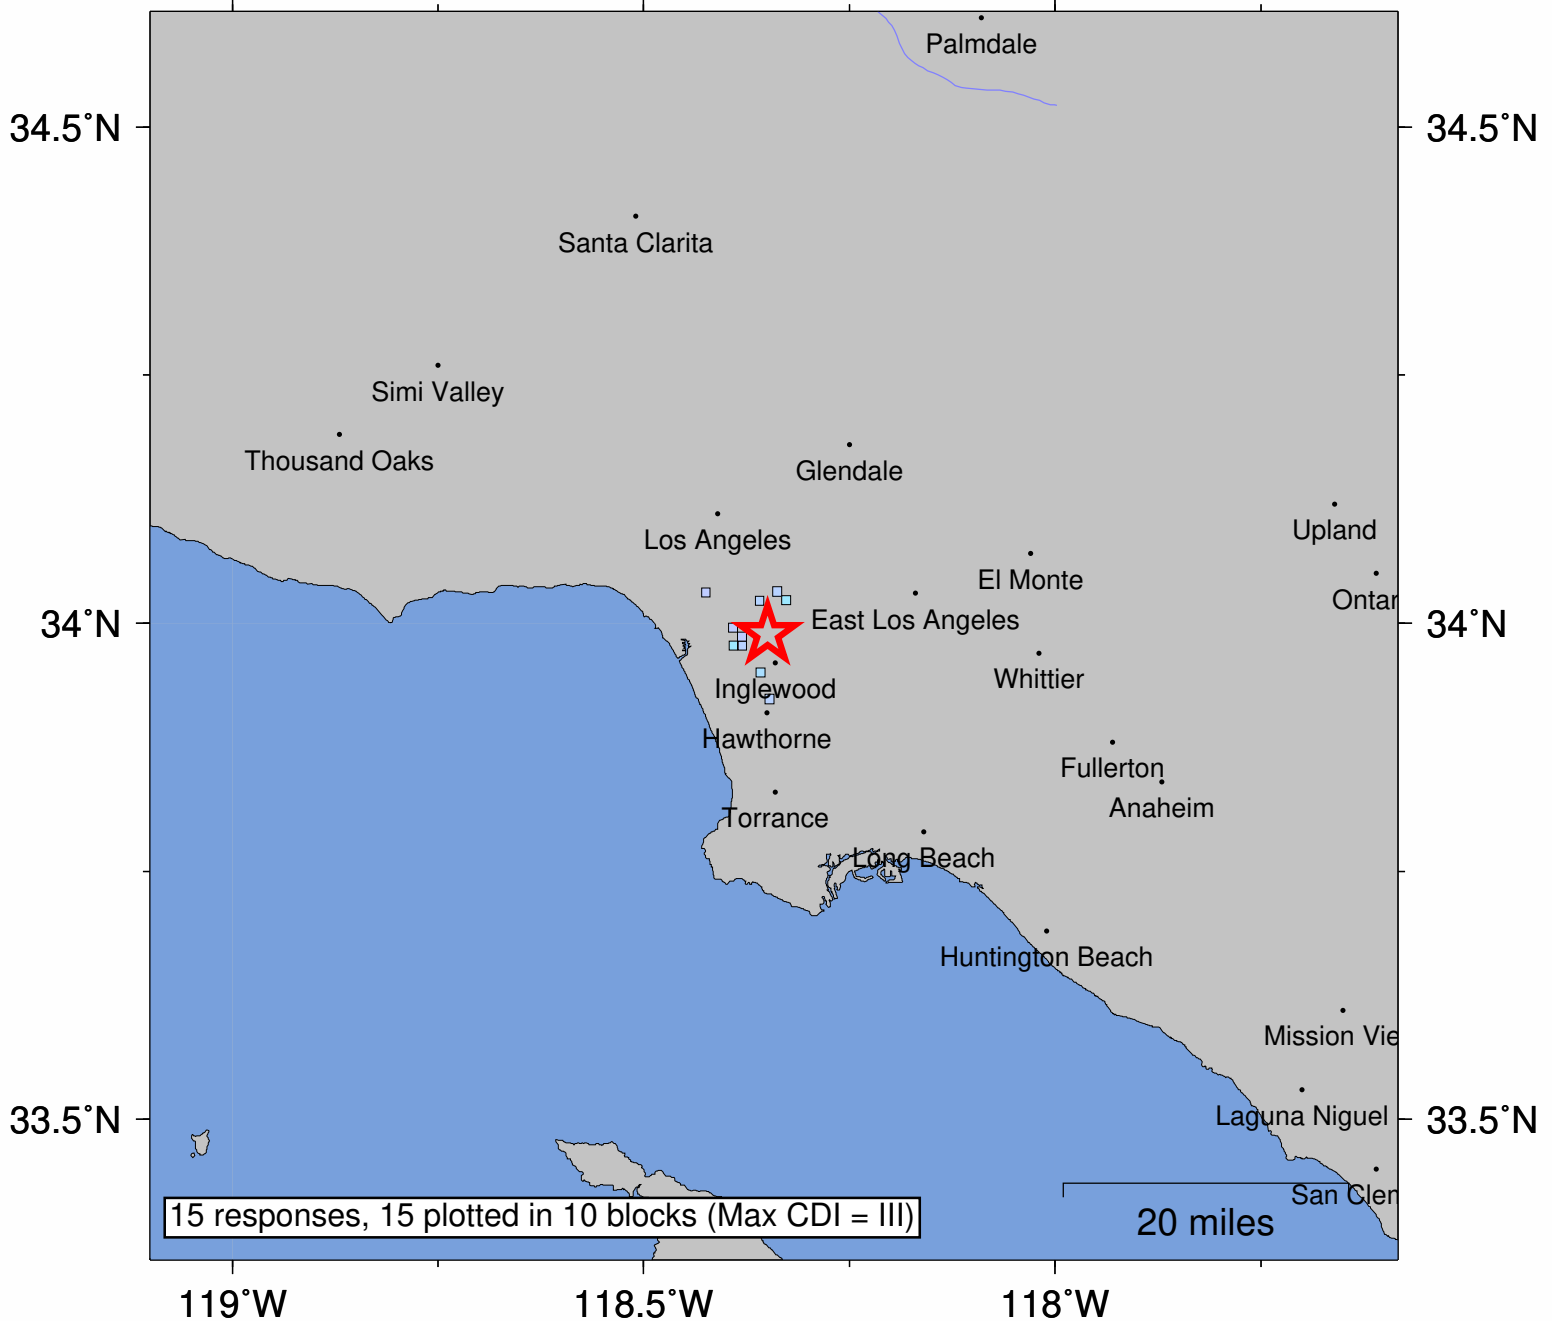 Palmdale
34.5°N
34.5°N
Santa Clarita
Simi Valley
Thousand Oaks
Glendale
Upland
Los Angeles
El Monte
Ontar
34°N
East Los Angeles
34°N
Whittier
Inglewood
Hawthorne
Fullerton
Anaheim
Torrance
Long Beach
Huntington Beach
Mission Vie
33.5°N
Laguna Niguel
33.5°N
San Clem
15 responses, 15 plotted in 10 blocks (Max CDI = III)
20 miles
119°W
118.5°W
118°W